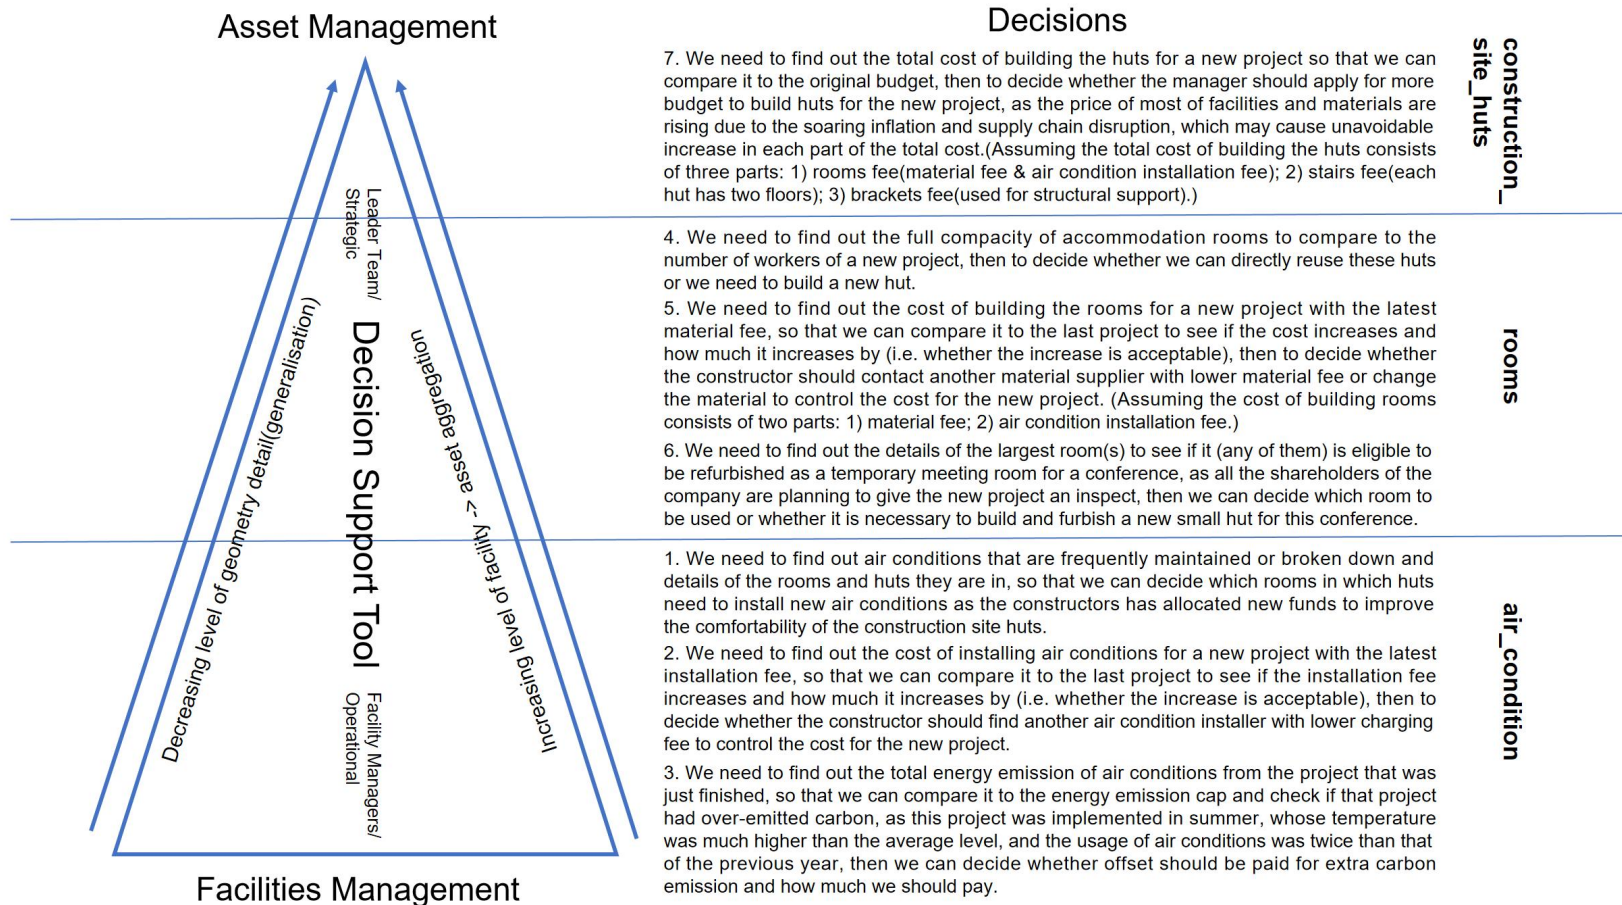 Asset Management
Decreasing level of geometry detail(generalisation)
Leader Team/
Strategic
Decision Support Tool
Facility Managers/
Operational
Increasing level of facility -> asset aggregation
Facilities Management
Decisions
7. We need to find out the total cost of building the huts for a new project so that we can
compare it to the original budget, then to decide whether the manager should apply for more
budget to build huts for the new project, as the price of most of facilities and materials are
rising due to the soaring inflation and supply chain disruption, which may cause unavoidable
increase in each part of the total cost.(Assuming the total cost of building the huts consists
of three parts: 1) rooms fee(material fee & air condition installation fee); 2) stairs fee(each
hut has two floors); 3) brackets fee(used for structural support).)
construction_
site_huts
4. We need to find out the full compacity of accommodation rooms to compare to the
number of workers of a new project, then to decide whether we can directly reuse these huts
or we need to build a new hut.
5. We need to find out the cost of building the rooms for a new project with the latest
material fee, so that we can compare it to the last project to see if the cost increases and
how much it increases by (i.e. whether the increase is acceptable), then to decide whether
the constructor should contact another material supplier with lower material fee or change
the material to control the cost for the new project. (Assuming the cost of building rooms
consists of two parts: 1) material fee; 2) air condition installation fee.)
6. We need to find out the details of the largest room(s) to see if it (any of them) is eligible to
be refurbished as a temporary meeting room for a conference, as all the shareholders of the
company are planning to give the new project an inspect, then we can decide which room to
be used or whether it is necessary to build and furbish a new small hut for this conference.
rooms
1. We need to find out air conditions that are frequently maintained or broken down and
details of the rooms and huts they are in, so that we can decide which rooms in which huts
need to install new air conditions as the constructors has allocated new funds to improve
the comfortability of the construction site huts.
2. We need to find out the cost of installing air conditions for a new project with the latest
installation fee, so that we can compare it to the last project to see if the installation fee
increases and how much it increases by (i.e. whether the increase is acceptable), then to
decide whether the constructor should find another air condition installer with lower charging
fee to control the cost for the new project.
3. We need to find out the total energy emission of air conditions from the project that was
just finished, so that we can compare it to the energy emission cap and check if that project
had over-emitted carbon, as this project was implemented in summer, whose temperature
was much higher than the average level, and the usage of air conditions was twice than that
of the previous year, then we can decide whether offset should be paid for extra carbon
emission and how much we should pay.
air_condition